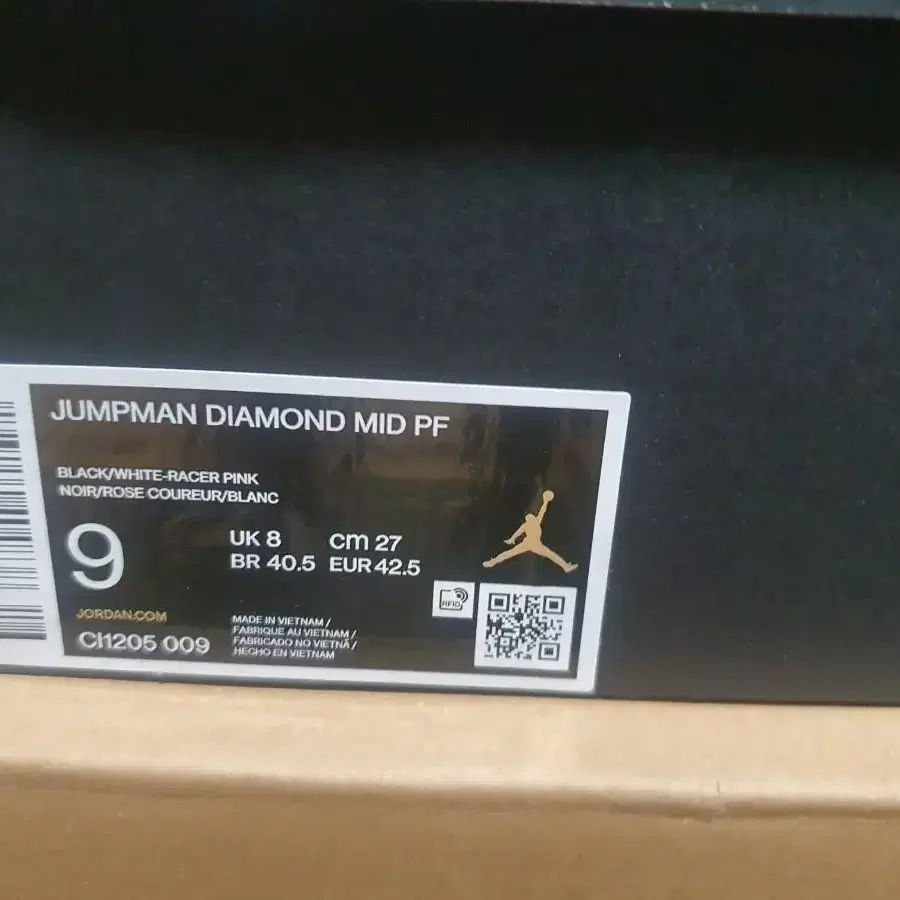 JUMPMAN DIAMOND MID PF
BLACK/WHITE-RACER PINK
NOIR/ROSE COUREUR/BLANC
9
UK 8 CM 27
BR 40.5 EUR 42.5
RFID
JORDAN.COM
CI1205 009
MADE IN VIETNAM /
FABRIQUE AU VIETNAM /
FABRICADO NO VIETNÃ /
HECHO EN VIETNAM